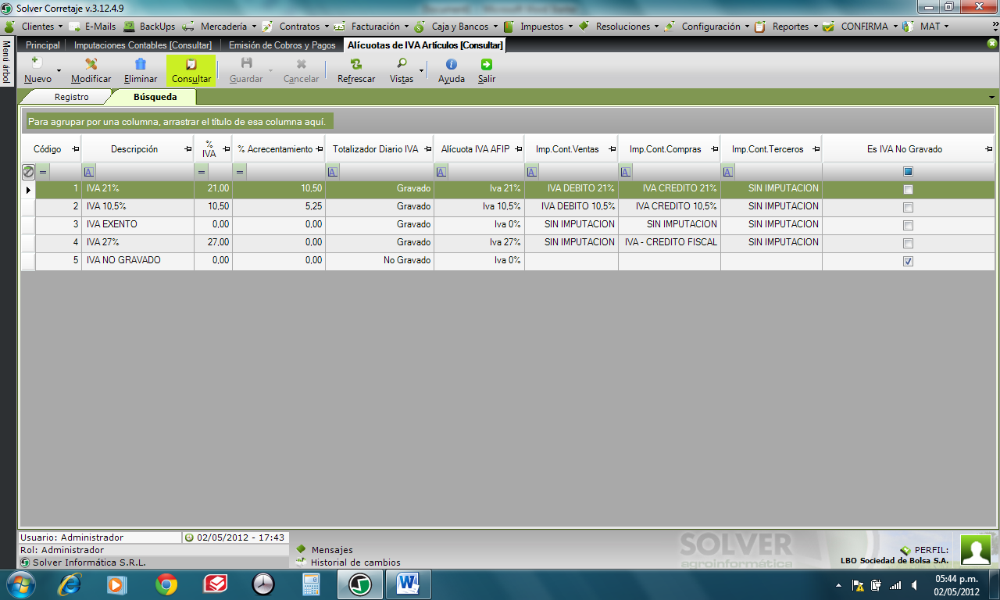 Solver Corretaje v.3.12.4.9
Clientes E-Mails BackUps Mercadería Contratos Facturación Caja y Bancos Impuestos Resoluciones Configuración Reportes CONFIRMA MAT
Menú árbol
Principal Imputaciones Contables [Consultar] Emisión de Cobros y Pagos Alícuotas de IVA Artículos [Consultar]
Nuevo Modificar Eliminar Consultar Guardar Cancelar Refrescar Vistas Ayuda Salir
Registro Búsqueda
Para agrupar por una columna, arrastrar el título de esa columna aquí.
Código Descripción % IVA % Acrecentamiento Totalizador Diario IVA Alícuota IVA AFIP Imp.Cont.Ventas Imp.Cont.Compras Imp.Cont.Terceros Es IVA No Gravado
= A = = A A A A A
1 IVA 21% 21,00 10,50 Gravado Iva 21% IVA DEBITO 21% IVA CREDITO 21% SIN IMPUTACION
2 IVA 10,5% 10,50 5,25 Gravado Iva 10,5% IVA DEBITO 10,5% IVA CREDITO 10,5% SIN IMPUTACION
3 IVA EXENTO 0,00 0,00 Gravado Iva 0% SIN IMPUTACION SIN IMPUTACION SIN IMPUTACION
4 IVA 27% 27,00 0,00 Gravado Iva 27% SIN IMPUTACION IVA - CREDITO FISCAL SIN IMPUTACION
5 IVA NO GRAVADO 0,00 0,00 No Gravado Iva 0%
Usuario: Administrador 02/05/2012 - 17:43
Rol: Administrador
Solver Informática S.R.L.
Mensajes
Historial de cambios
SOLVER
agroinformática
PERFIL:
LBO Sociedad de Bolsa S.A.
05:44 p.m.
02/05/2012